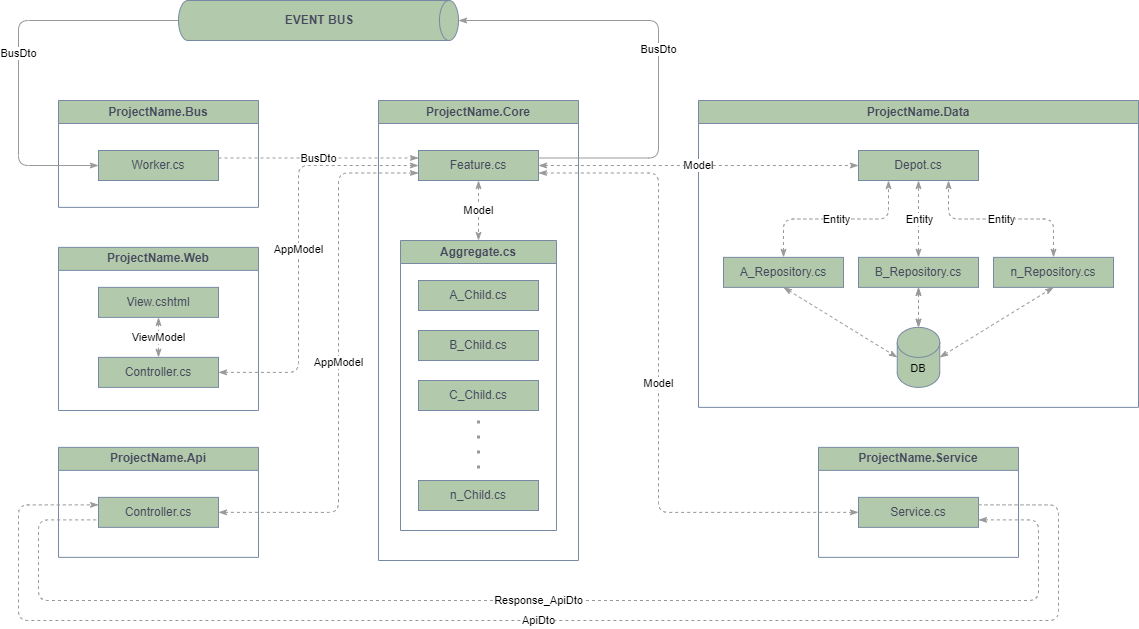 EVENT BUS
BusDto
BusDto
ProjectName.Bus
Worker.cs
BusDto
ProjectName.Core
Feature.cs
Model
ProjectName.Data
Depot.cs
Model
Entity
Entity
Entity
A_Repository.cs
B_Repository.cs
n_Repository.cs
DB
ProjectName.Web
View.cshtml
ViewModel
Controller.cs
AppModel
AppModel
Aggregate.cs
A_Child.cs
B_Child.cs
C_Child.cs
n_Child.cs
Model
ProjectName.Api
Controller.cs
ProjectName.Service
Service.cs
Response_ApiDto
ApiDto